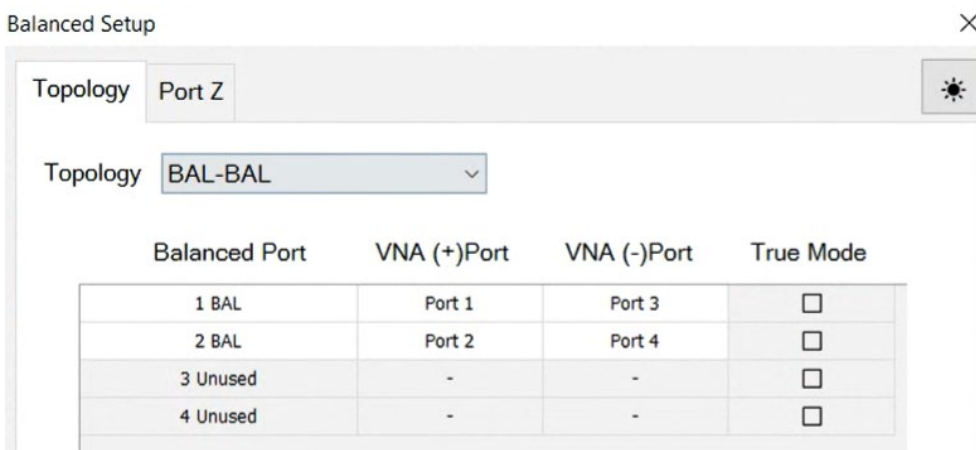 Balanced Setup
Topology Port Z
Topology BAL-BAL
Balanced Port VNA (+)Port VNA (-)Port True Mode
1 BAL Port 1 Port 3
2 BAL Port 2 Port 4
3 Unused - -
4 Unused - -